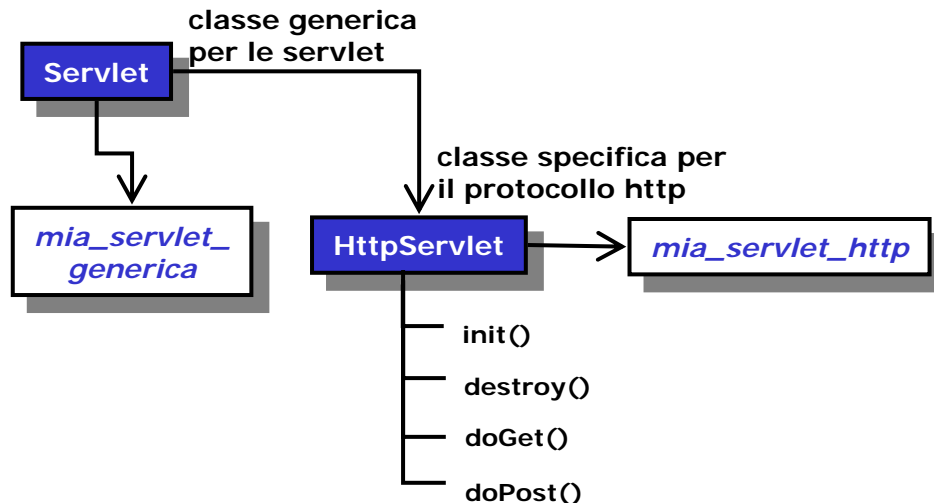 classe generica
per le servlet
Servlet
classe specifica per
il protocollo http
mia_servlet_
generica
HttpServlet
mia_servlet_http
init()
destroy()
doGet()
doPost()